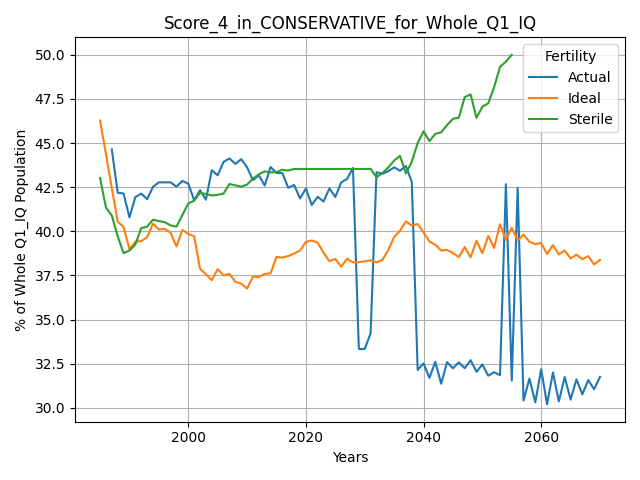 Score_4_in_CONSERVATIVE_for_Whole_Q1_IQ
% of Whole Q1_IQ Population
50.0
47.5
45.0
42.5
40.0
37.5
35.0
32.5
30.0
Fertility
Actual
Ideal
Sterile
2000
2020
2040
2060
Years